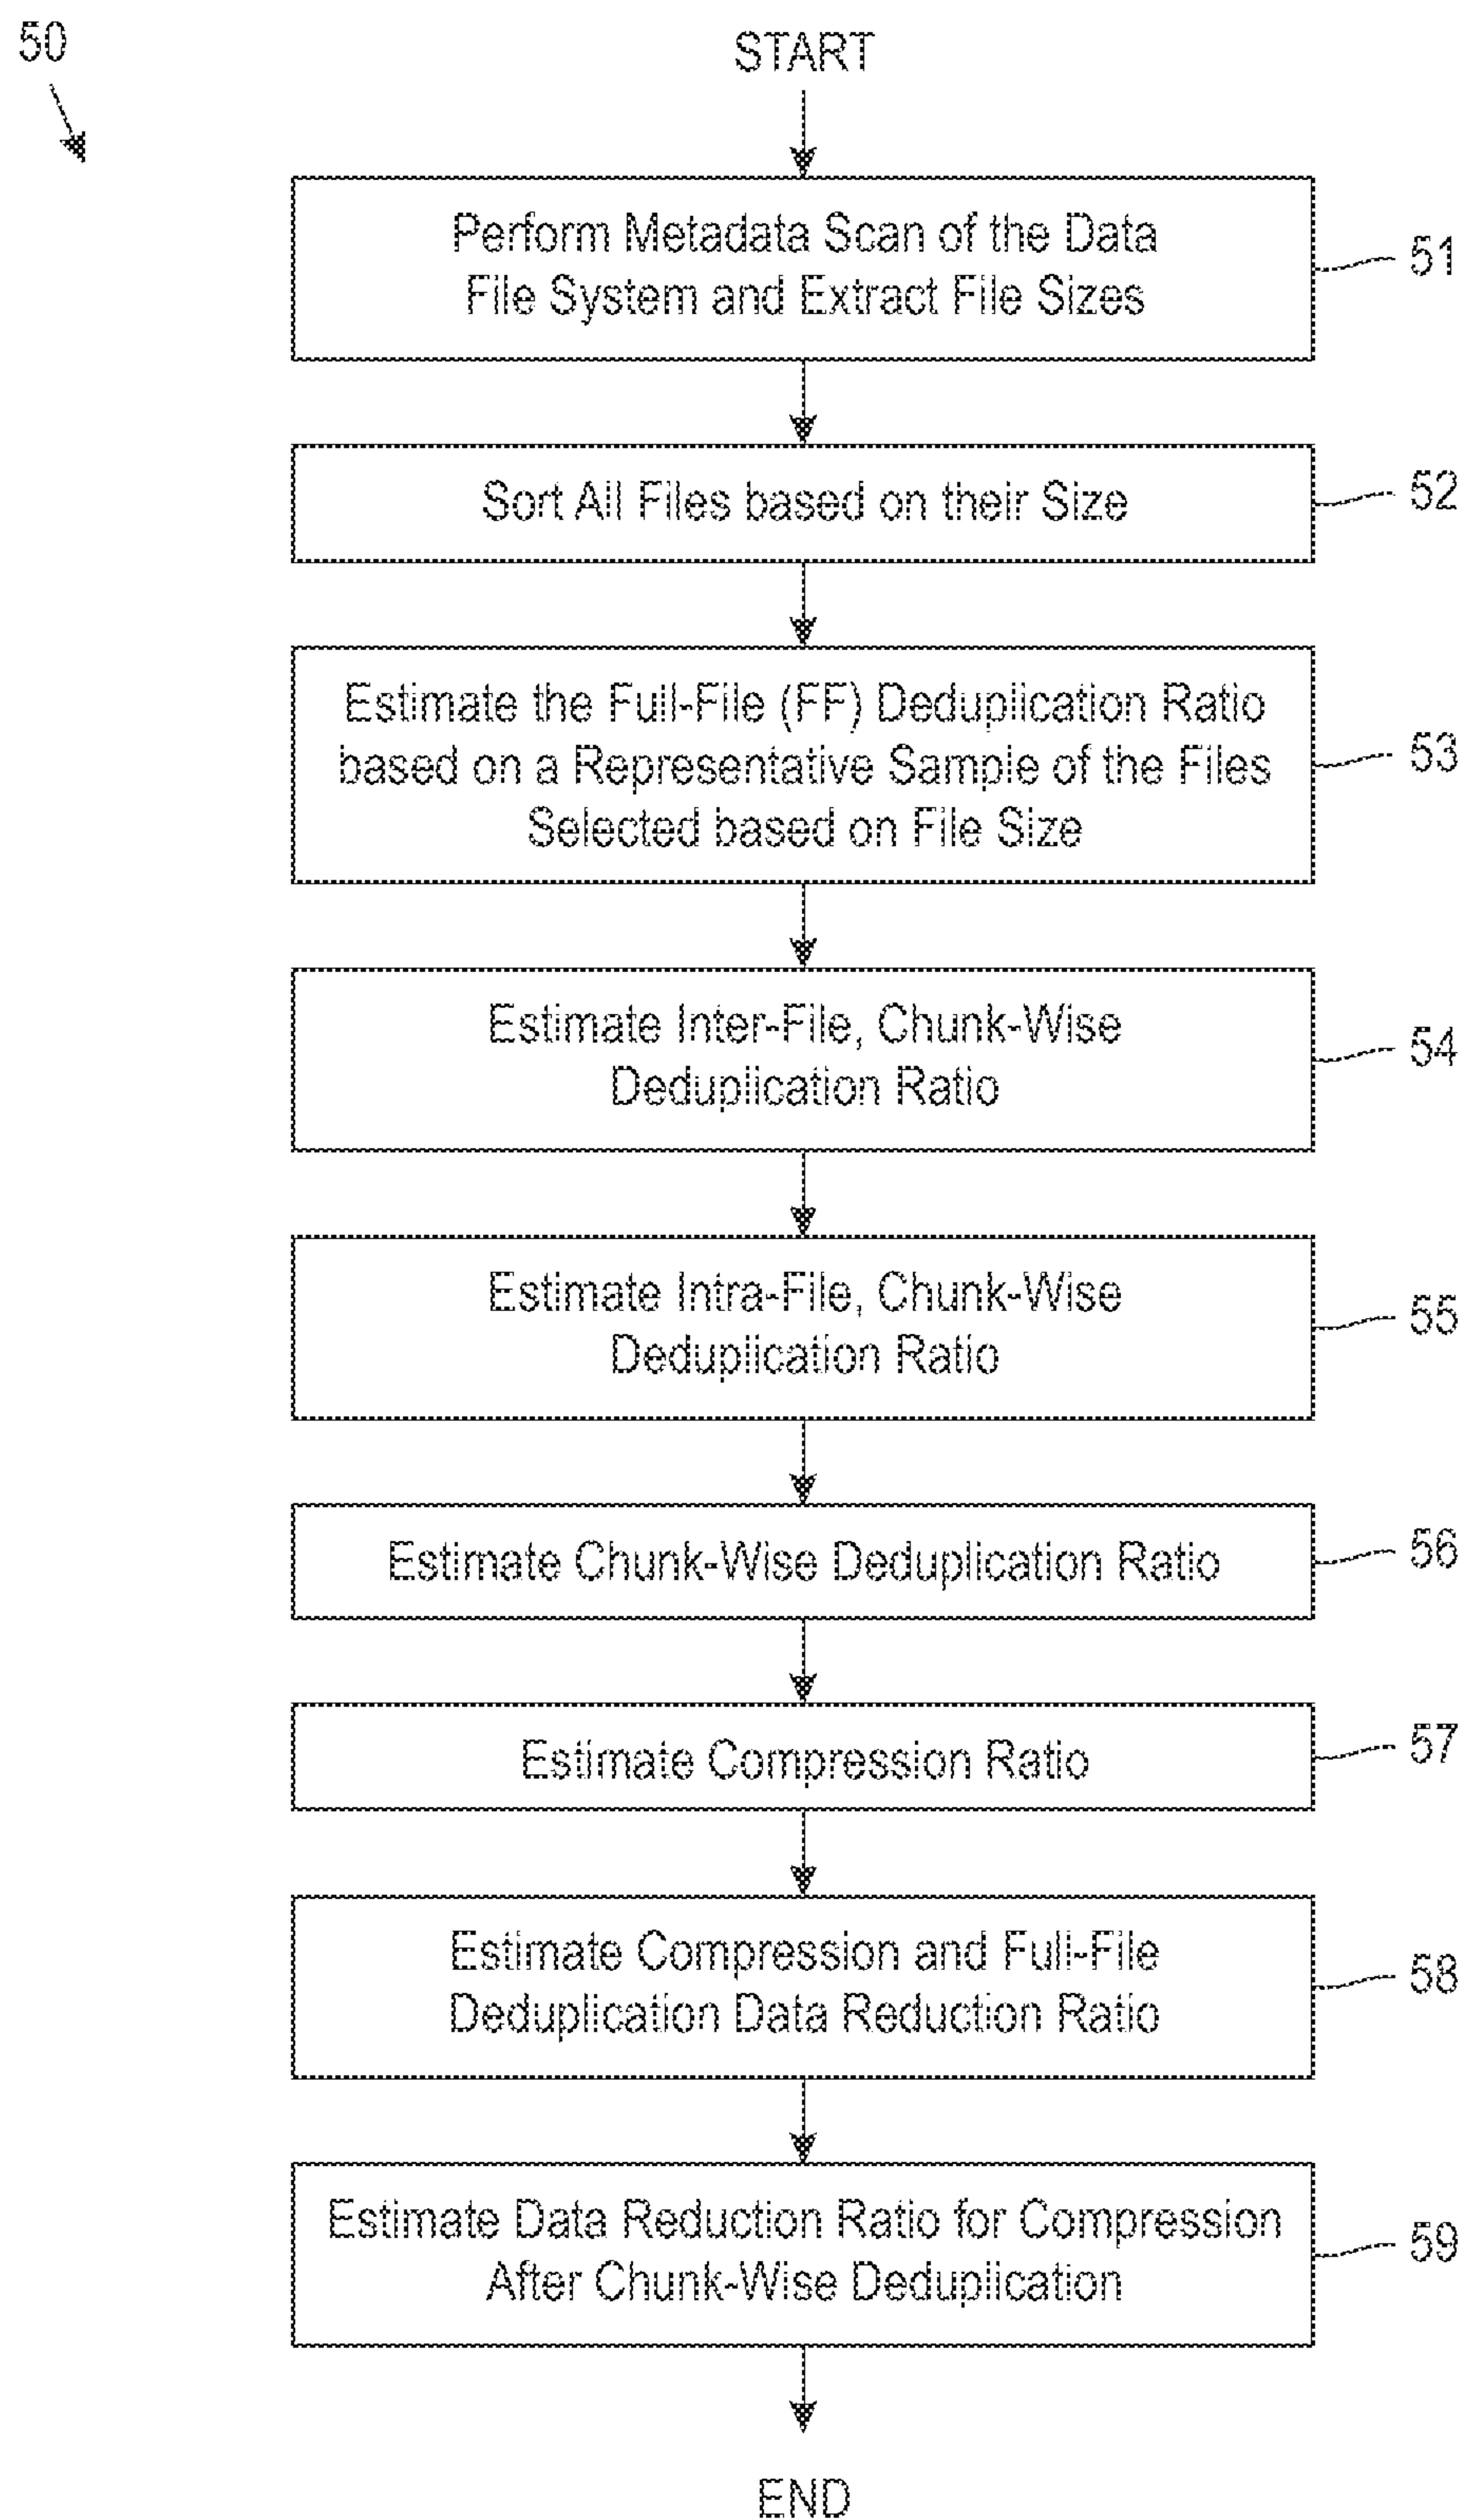 50
START
Perform Metadata Scan of the Data
File System and Extract File Sizes
51
Sort All Files based on their Size
52
Estimate the Full-File (FF) Deduplication Ratio
based on a Representative Sample of the Files
Selected based on File Size
53
Estimate Inter-File, Chunk-Wise
Deduplication Ratio
54
Estimate Intra-File, Chunk-Wise
Deduplication Ratio
55
Estimate Chunk-Wise Deduplication Ratio
56
Estimate Compression Ratio
57
Estimate Compression and Full-File
Deduplication Data Reduction Ratio
58
Estimate Data Reduction Ratio for Compression
After Chunk-Wise Deduplication
59
END